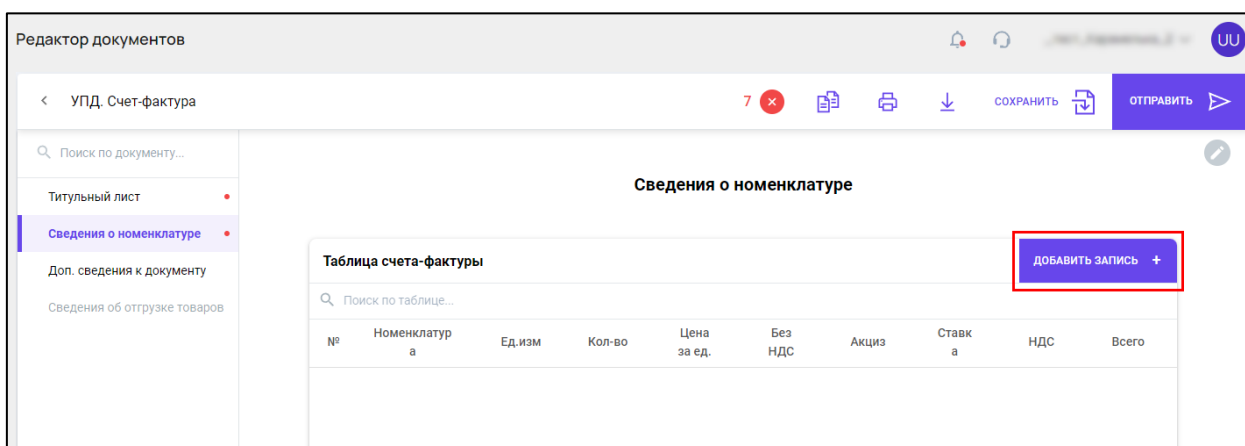 Редактор документов
UU
УПД. Счет-фактура
7
СОХРАНИТЬ
ОТПРАВИТЬ
Поиск по документу...
Титульный лист
Сведения о номенклатуре
Доп. сведения к документу
Сведения об отгрузке товаров
Сведения о номенклатуре
Таблица счета-фактуры
ДОБАВИТЬ ЗАПИСЬ +
Поиск по таблице...
№ Номенклатур
а Ед.изм Кол-во Цена
за ед. Без
НДС Акциз Ставк
а НДС Всего